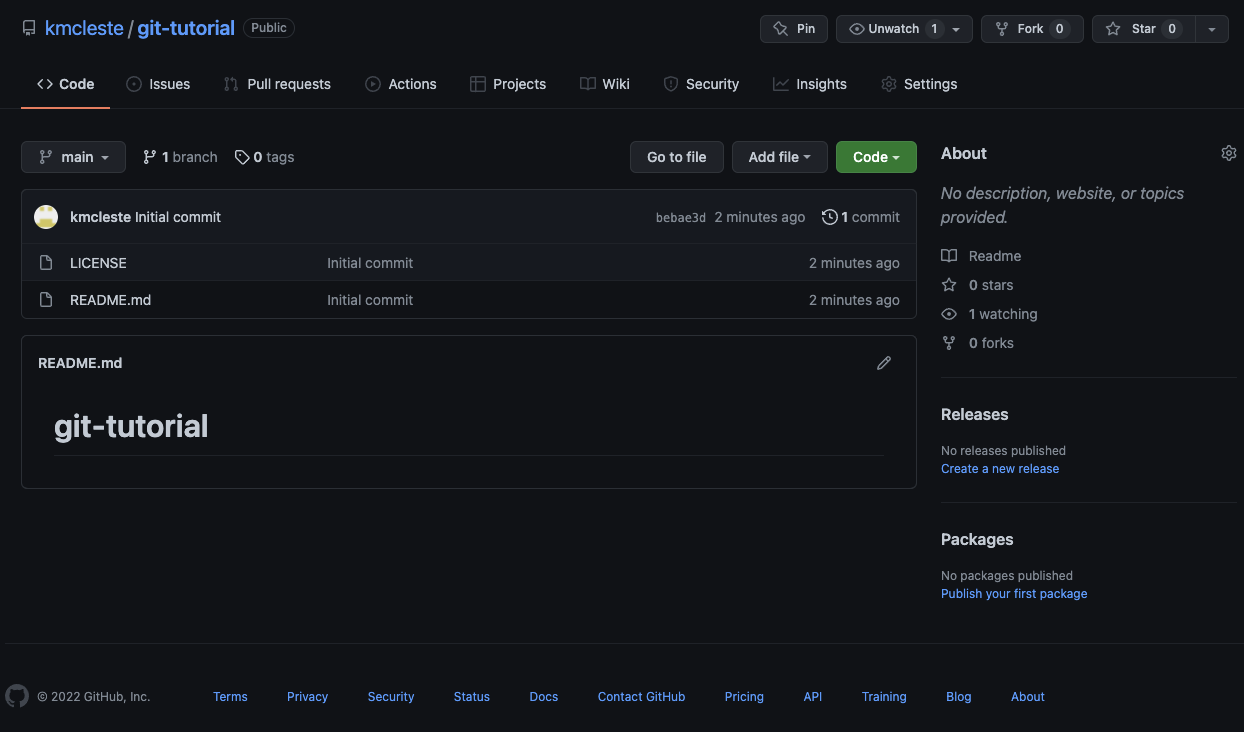 kmcleste / git-tutorial Public
Pin Unwatch 1 Fork 0 Star 0
Code Issues Pull requests Actions Projects Wiki Security Insights Settings
main 1 branch 0 tags Go to file Add file Code
kmcleste Initial commit bebae3d 2 minutes ago 1 commit
LICENSE Initial commit 2 minutes ago
README.md Initial commit 2 minutes ago
README.md
git-tutorial
About
No description, website, or topics
provided.
Readme
0 stars
1 watching
0 forks
Releases
No releases published
Create a new release
Packages
No packages published
Publish your first package
© 2022 GitHub, Inc. Terms Privacy Security Status Docs Contact GitHub Pricing API Training Blog About